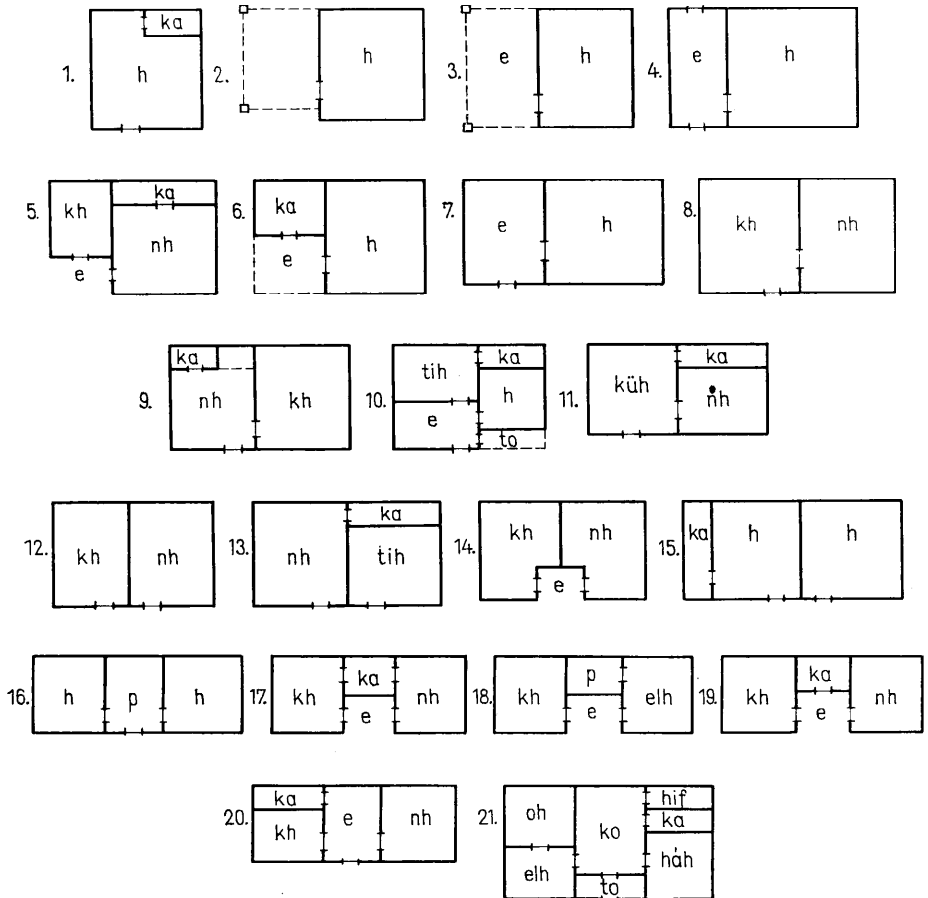 1. h ka
2. h
3. e h
4. e h
5. kh ka nh e
6. ka e h
7. e h
8. kh nh
9. ka nh kh
10. tih ka h e to
11. küh ka ṅh
12. kh nh
13. nh ka tih
14. kh nh e
15. ka h h
16. h p h
17. kh ka e nh
18. kh p e elh
19. kh ka e nh
20. ka kh e nh
21. oh elh ko to hif ka háh